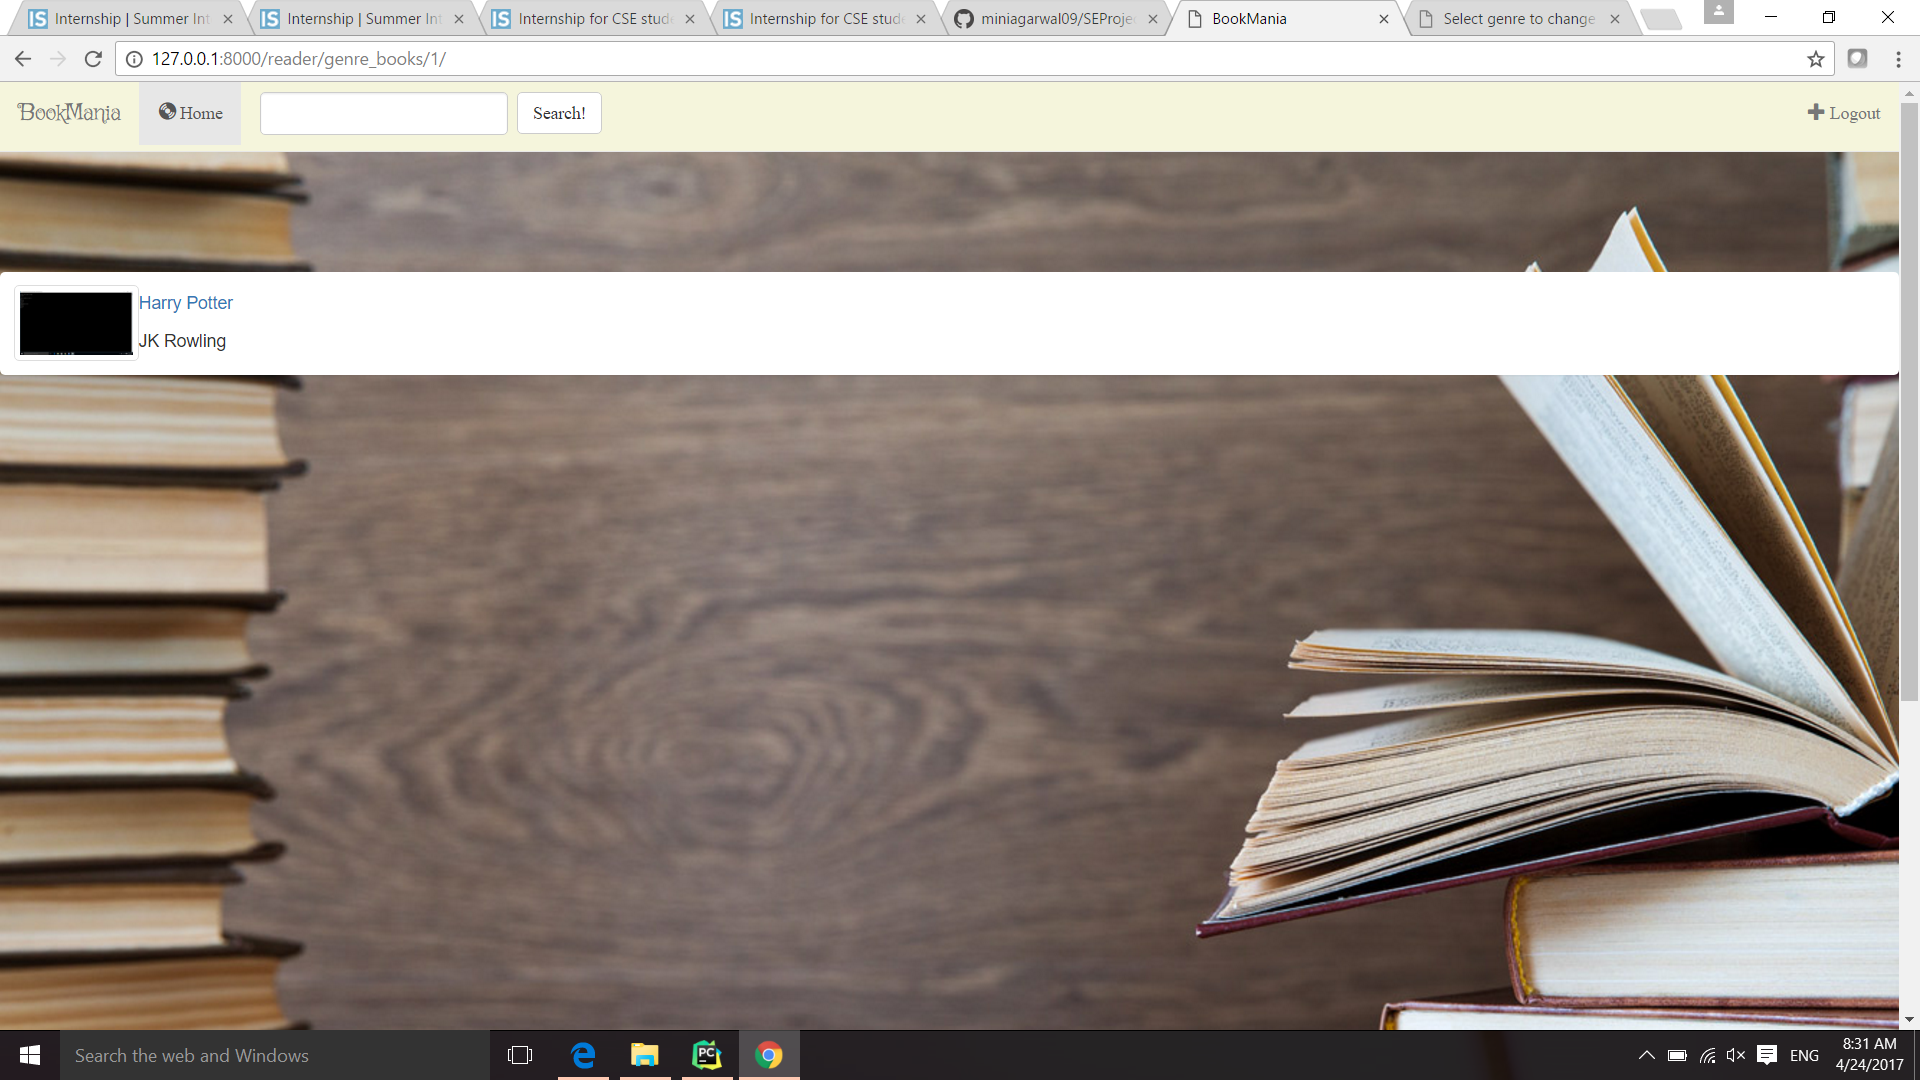 Internship | Summer Int
Internship | Summer Int
Internship for CSE stude
Internship for CSE stude
miniagarwal09/SEProje
BookMania
Select genre to change
127.0.0.1:8000/reader/genre_books/1/
BookMania
Home
Search!
Logout
Harry Potter
JK Rowling
Search the web and Windows
ENG
8:31 AM
4/24/2017